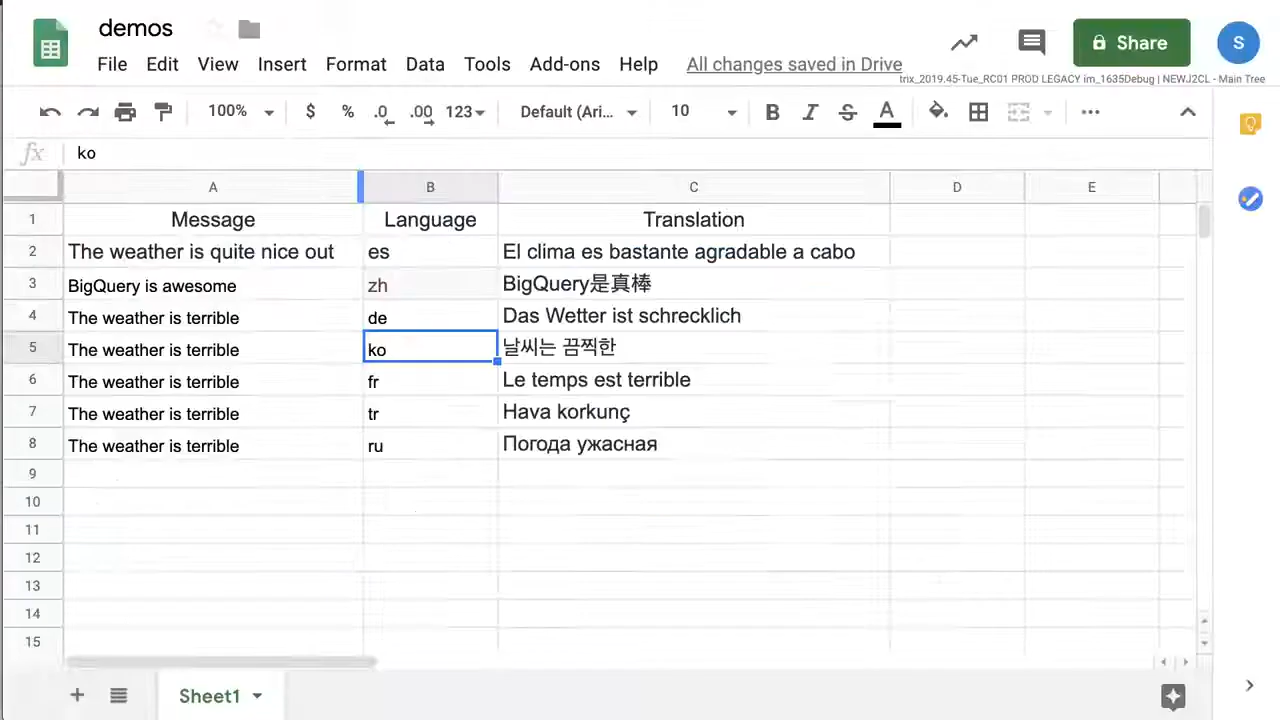 demos
File Edit View Insert Format Data Tools Add-ons Help All changes saved in Drive
Share
S
trix_2019.45-Tue_RC01 PROD LEGACY im_1635Debug | NEWJ2CL - Main Tree
100% $ % .0 .00 123 Default (Ari... 10 B I S A
fx ko
A B C D E
1 Message Language Translation
2 The weather is quite nice out es El clima es bastante agradable a cabo
3 BigQuery is awesome zh BigQuery是真棒
4 The weather is terrible de Das Wetter ist schrecklich
5 The weather is terrible ko 날씨는 끔찍한
6 The weather is terrible fr Le temps est terrible
7 The weather is terrible tr Hava korkunç
8 The weather is terrible ru Погода ужасная
9
10
11
12
13
14
15
Sheet1